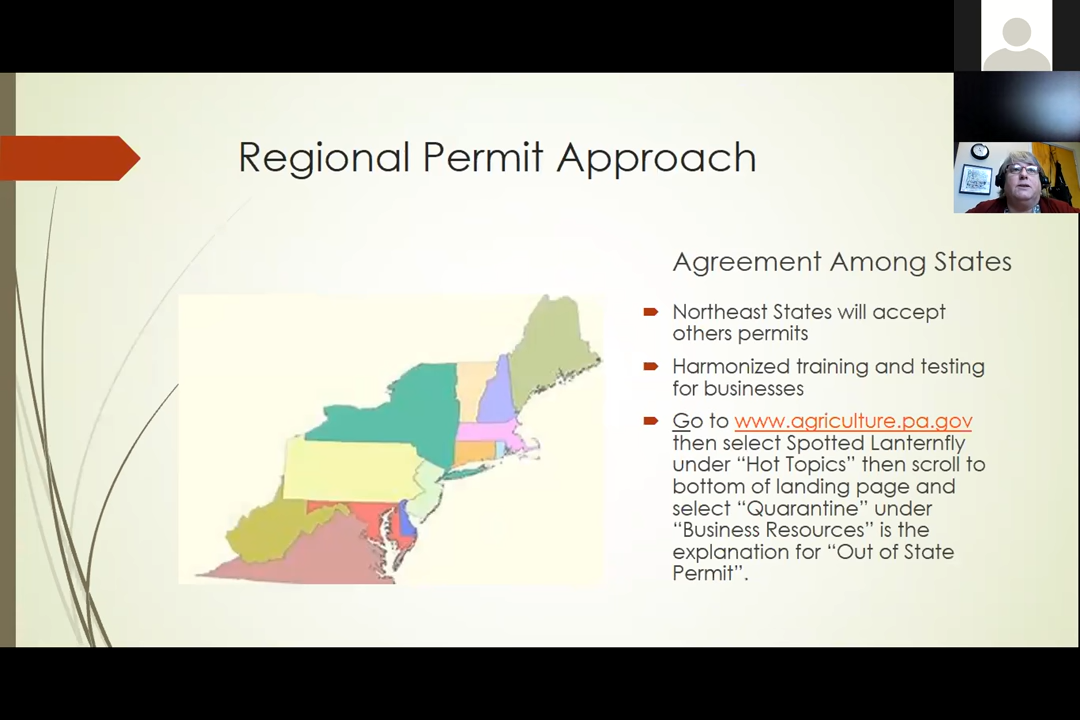 Regional Permit Approach
Agreement Among States
Northeast States will accept
others permits
Harmonized training and testing
for businesses
Go to www.agriculture.pa.gov
then select Spotted Lanternfly
under “Hot Topics” then scroll to
bottom of landing page and
select “Quarantine” under
“Business Resources” is the
explanation for “Out of State
Permit”.